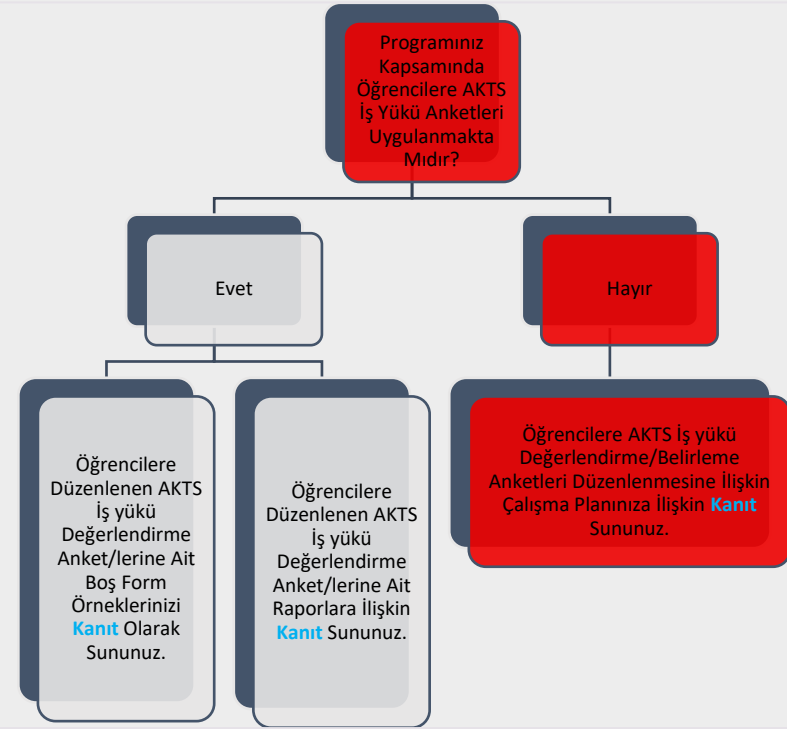 Programınız
Kapsamında
Öğrencilere AKTS
İş Yükü Anketleri
Uygulanmakta
Mıdır?
Evet
Hayır
Öğrencilere
Düzenlenen AKTS
İş yükü
Değerlendirme
Anket/lerine Ait
Boş Form
Örneklerinizi
Kanıt Olarak
Sununuz.
Öğrencilere
Düzenlenen AKTS
İş yükü
Değerlendirme
Anket/lerine Ait
Raporlara İlişkin
Kanıt Sununuz.
Öğrencilere AKTS İş yükü
Değerlendirme/Belirleme
Anketleri Düzenlenmesine İlişkin
Çalışma Planınıza İlişkin Kanıt
Sununuz.